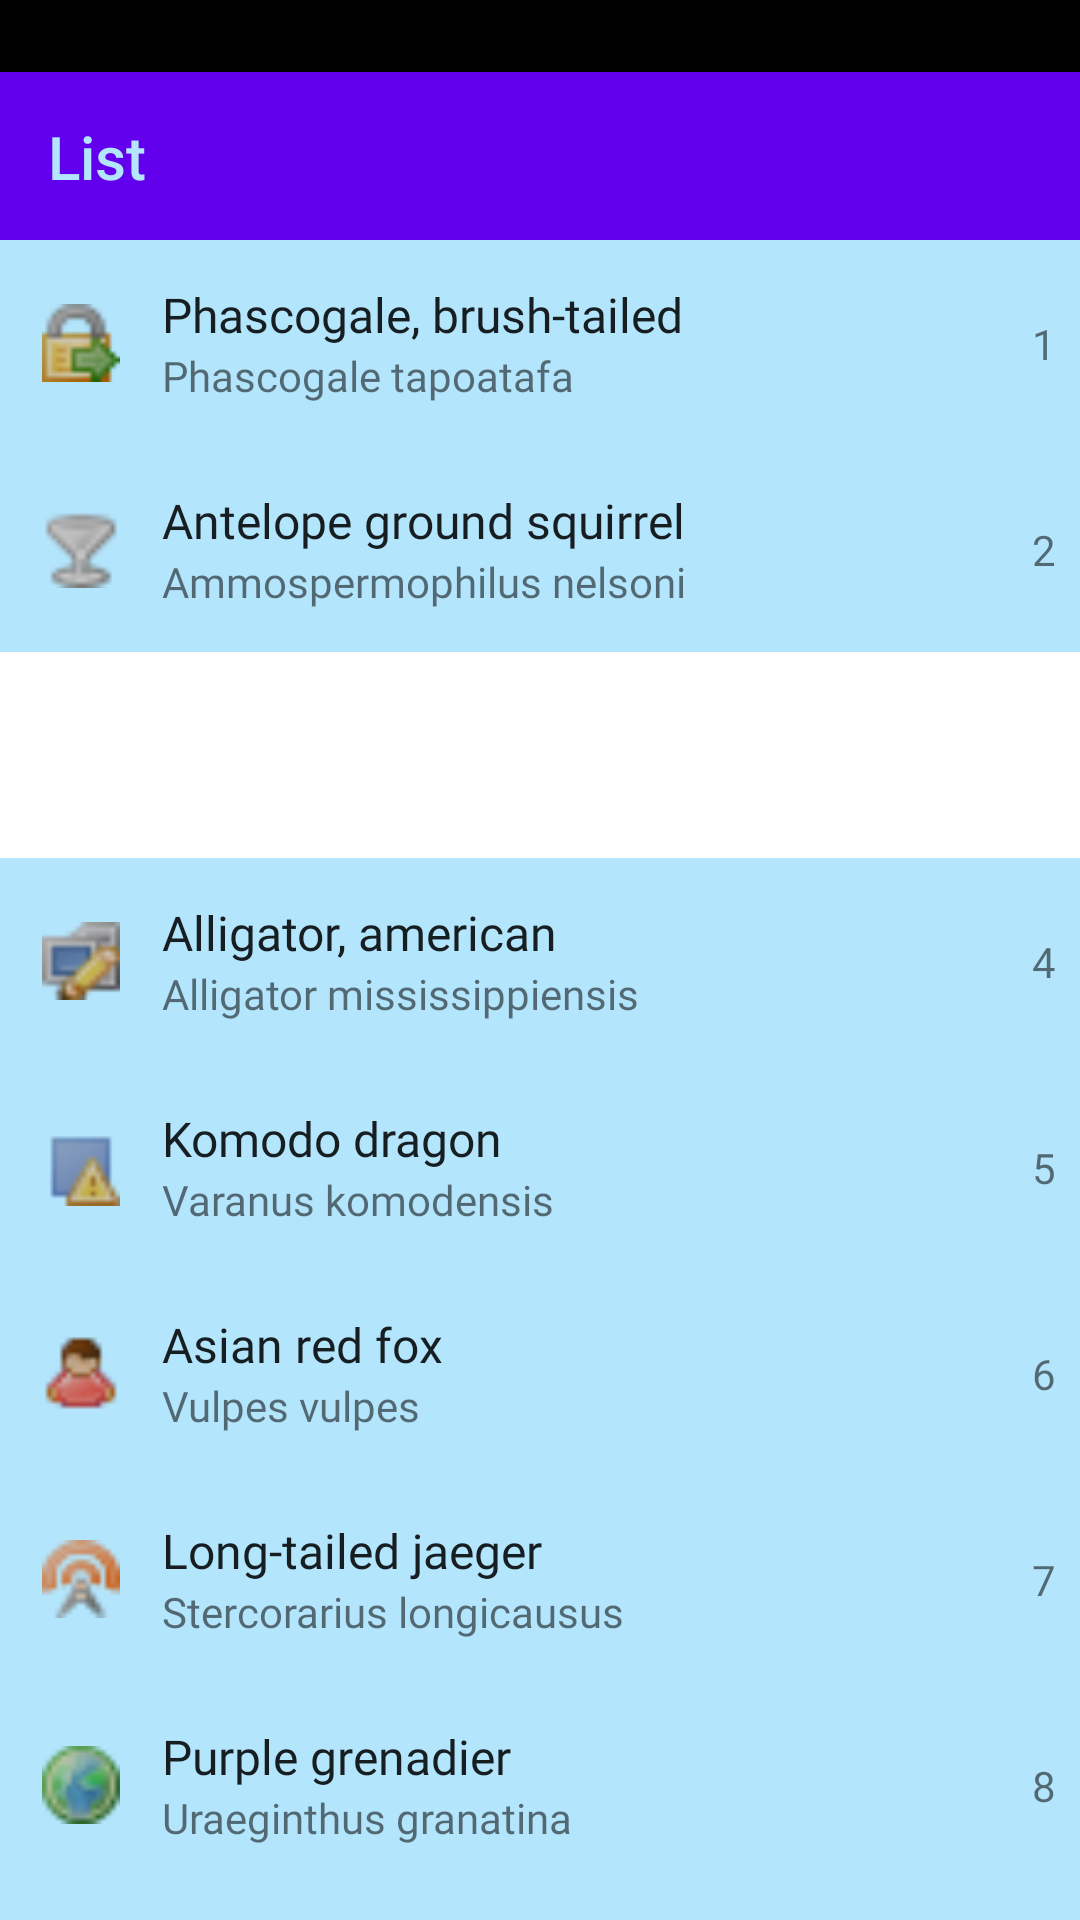 List
Phascogale, brush-tailed
Phascogale tapoatafa
1
Antelope ground squirrel
Ammospermophilus nelsoni
2
Alligator, american
Alligator mississippiensis
4
Komodo dragon
Varanus komodensis
5
Asian red fox
Vulpes vulpes
6
Long-tailed jaeger
Stercorarius longicausus
7
Purple grenadier
Uraeginthus granatina
8